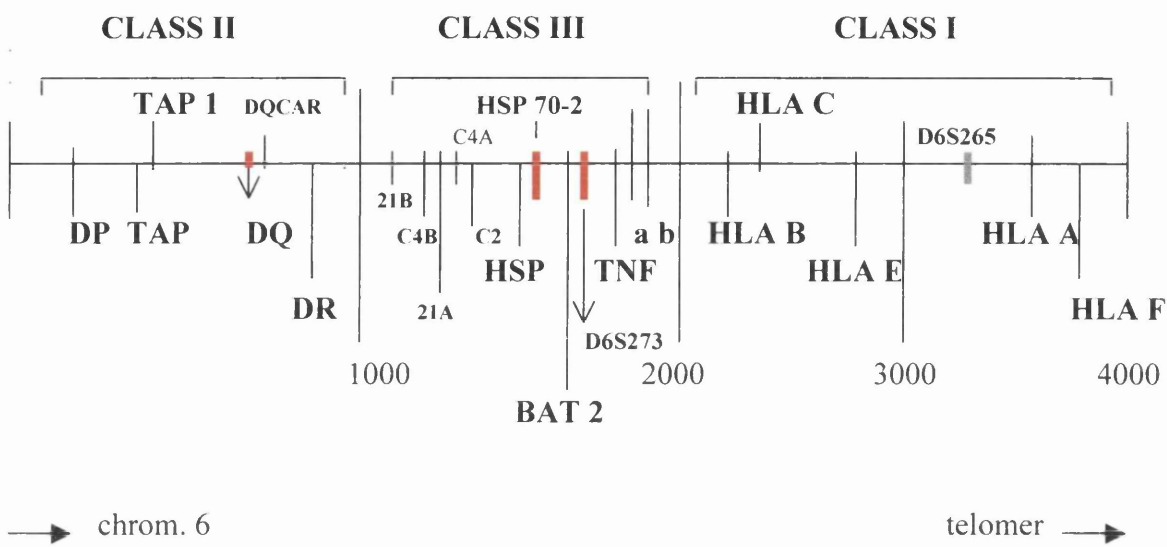 CLASS II CLASS III CLASS I
TAP 1 DQCAR HSP 70-2 HLA C
C4A D6S265
21B
DP TAP DQ C4B C2 a b HLA B HLA A
HSP TNF HLA E
DR 21A HLA F
D6S273
1000 2000 3000 4000
BAT 2
chrom. 6 telomer